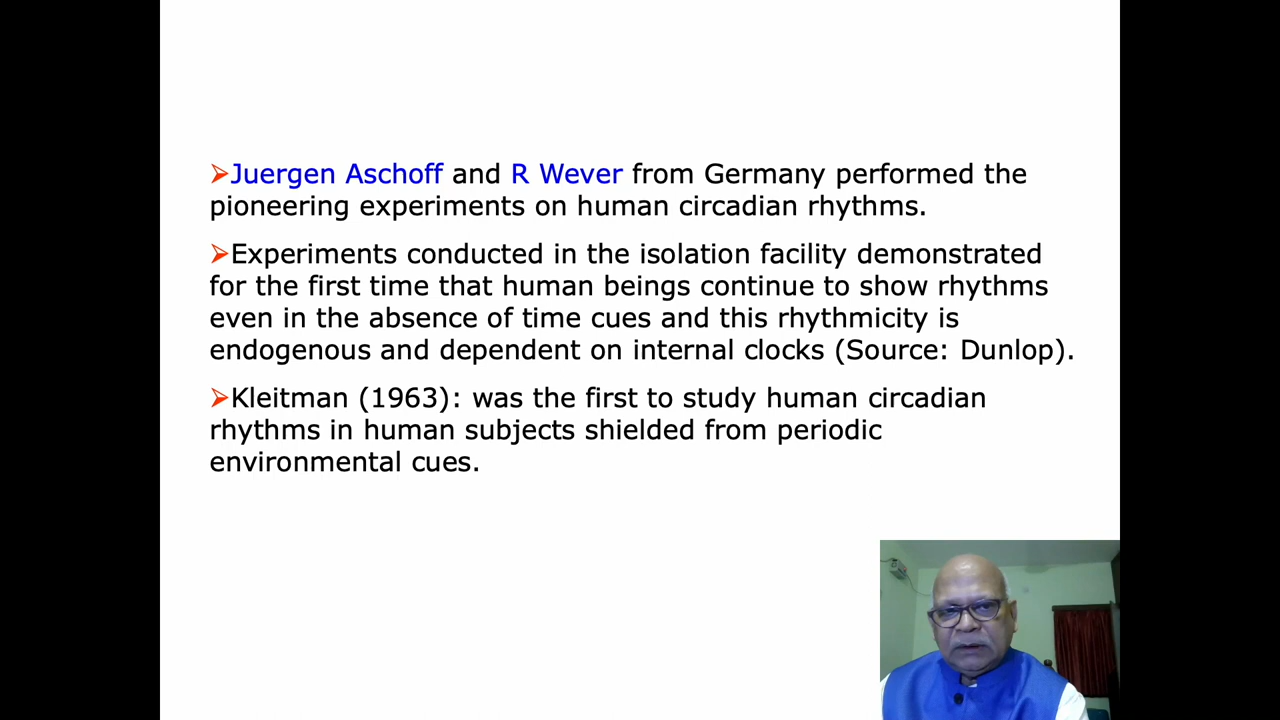 ➢Juergen Aschoff and R Wever from Germany performed the
pioneering experiments on human circadian rhythms.
➢Experiments conducted in the isolation facility demonstrated
for the first time that human beings continue to show rhythms
even in the absence of time cues and this rhythmicity is
endogenous and dependent on internal clocks (Source: Dunlop).
➢Kleitman (1963): was the first to study human circadian
rhythms in human subjects shielded from periodic
environmental cues.